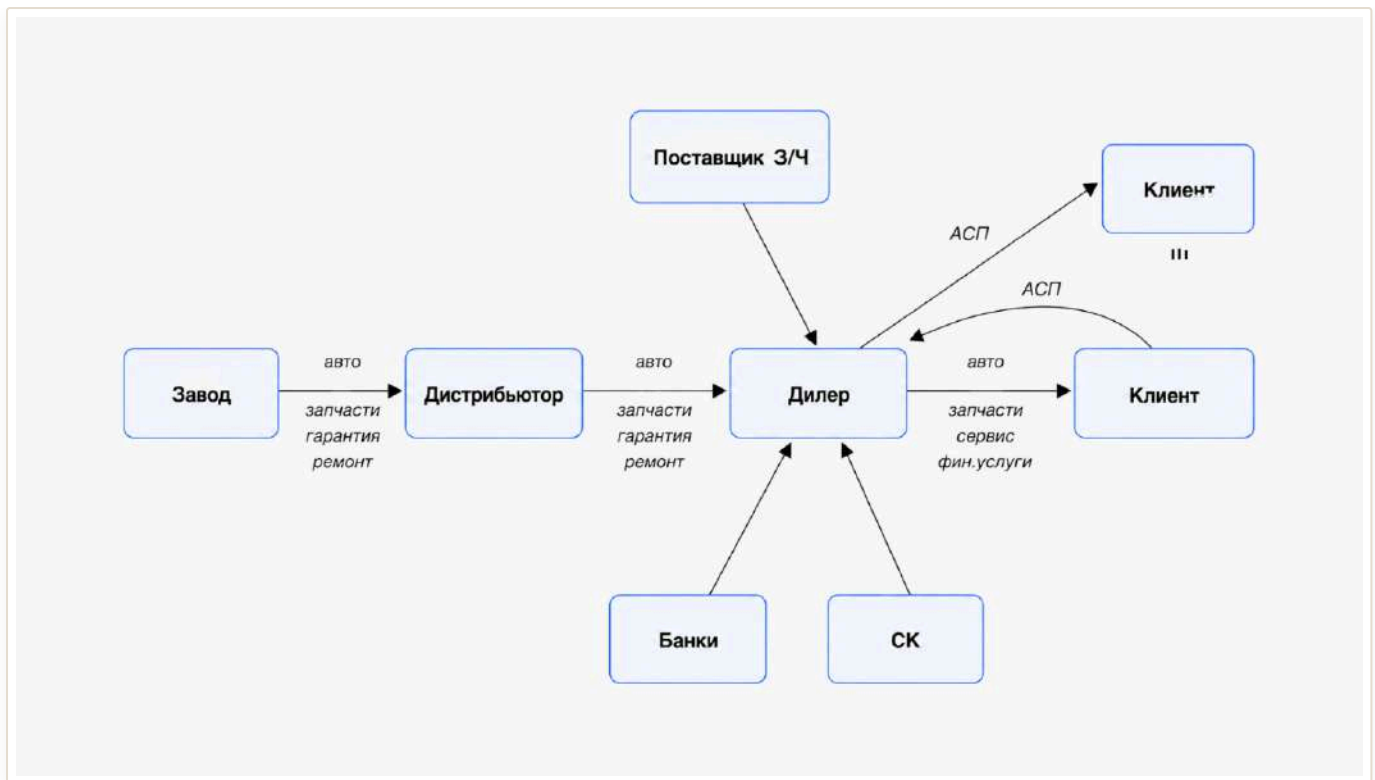 Поставщик З/Ч
Клиент
АСП
АСП
Завод
авто
запчасти
гарантия
ремонт
Дистрибьютор
авто
запчасти
гарантия
ремонт
Дилер
авто
запчасти
сервис
фин.услуги
Клиент
Банки
СК